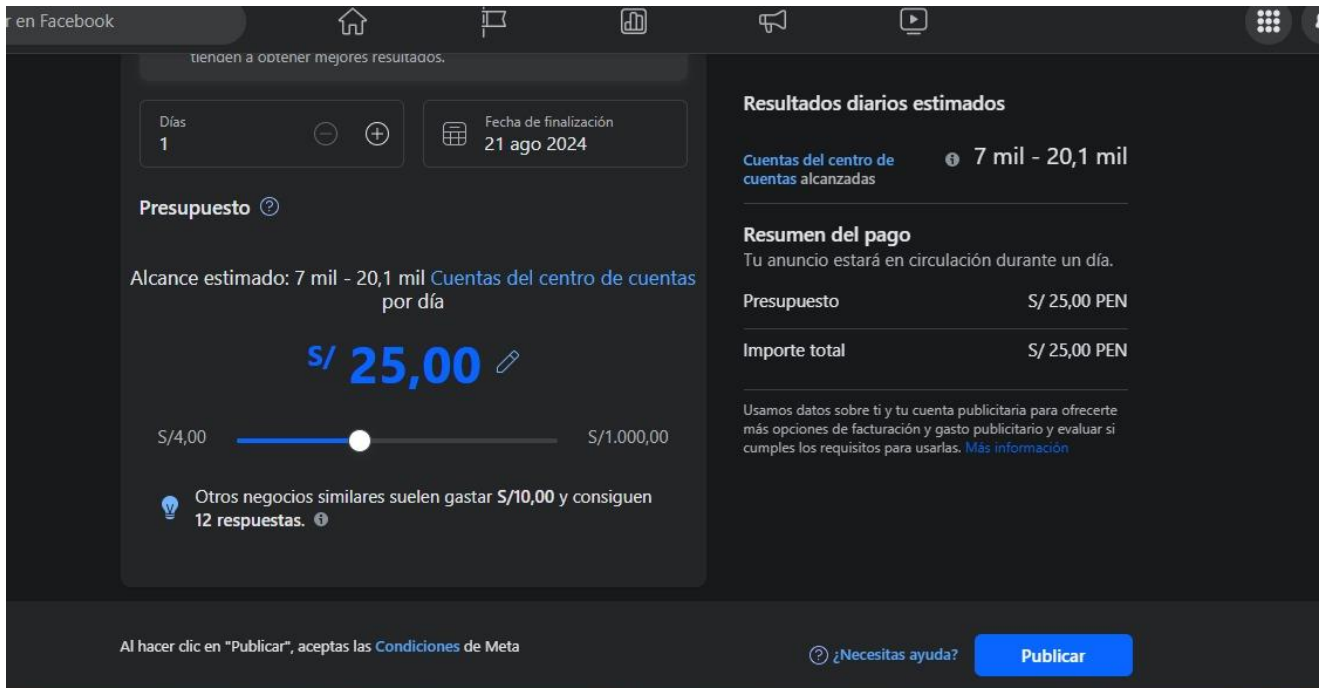 r en Facebook
tienden a obtener mejores resultados.
Días
1
Fecha de finalización
21 ago 2024
Presupuesto
Alcance estimado: 7 mil - 20,1 mil Cuentas del centro de cuentas
por día
S/ 25,00
S/4,00
S/1.000,00
Otros negocios similares suelen gastar S/10,00 y consiguen
12 respuestas.
Resultados diarios estimados
Cuentas del centro de
cuentas alcanzadas
7 mil - 20,1 mil
Resumen del pago
Tu anuncio estará en circulación durante un día.
Presupuesto S/ 25,00 PEN
Importe total S/ 25,00 PEN
Usamos datos sobre ti y tu cuenta publicitaria para ofrecerte
más opciones de facturación y gasto publicitario y evaluar si
cumples los requisitos para usarlas. Más información
Al hacer clic en "Publicar", aceptas las Condiciones de Meta
¿Necesitas ayuda?
Publicar